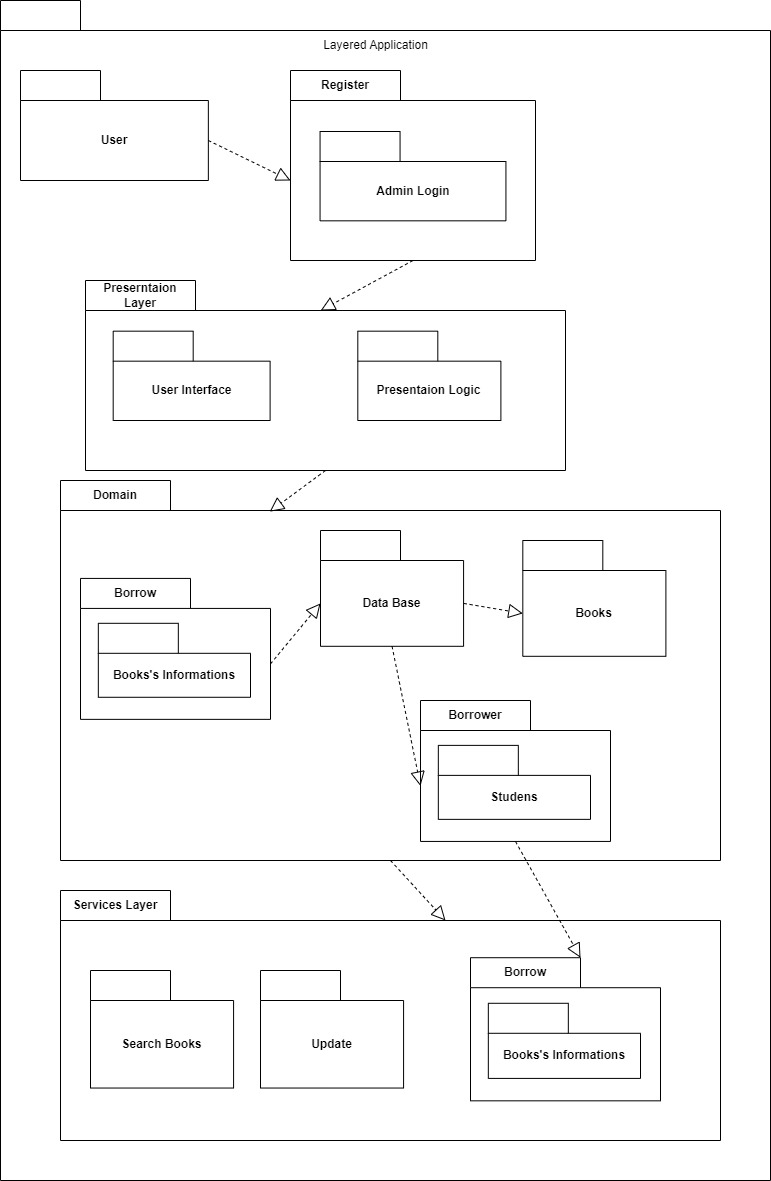 Layered Application
Register
User
Admin Login
Preserntaion
Layer
User Interface
Presentaion Logic
Domain
Borrow
Data Base
Books
Books's Informations
Borrower
Studens
Services Layer
Borrow
Search Books
Update
Books's Informations